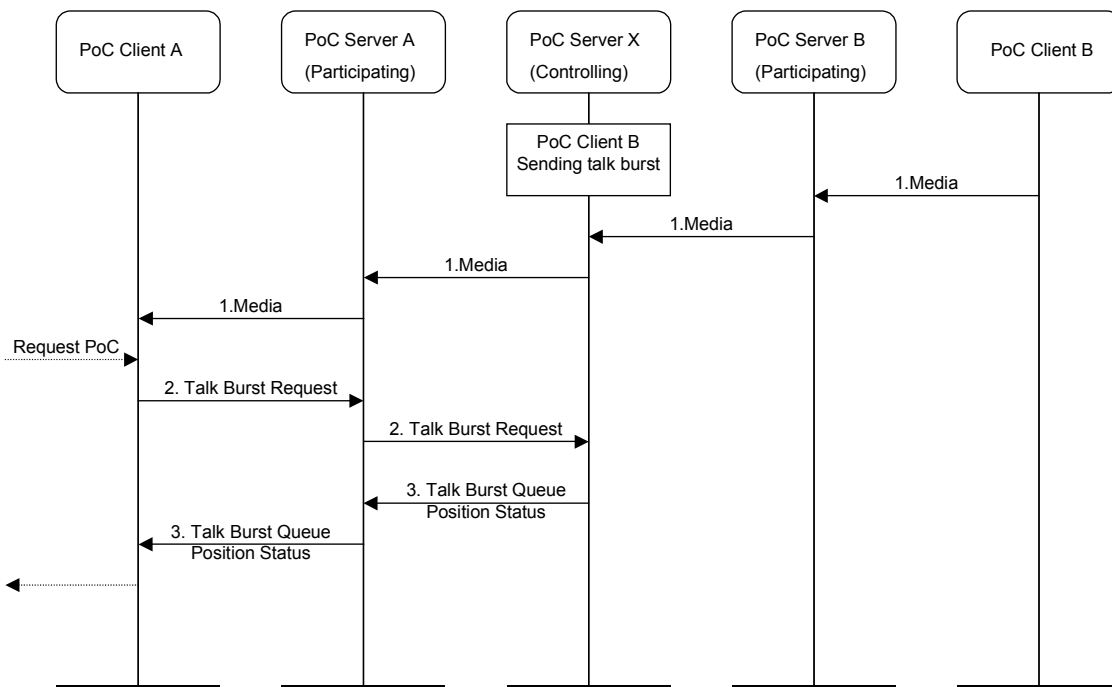 PoC Client A
PoC Server A
(Participating)
PoC Server X
(Controlling)
PoC Server B
(Participating)
PoC Client B
PoC Client B
Sending talk burst
1.Media
1.Media
1.Media
1.Media
Request PoC
2. Talk Burst Request
2. Talk Burst Request
3. Talk Burst Queue
Position Status
3. Talk Burst Queue
Position Status